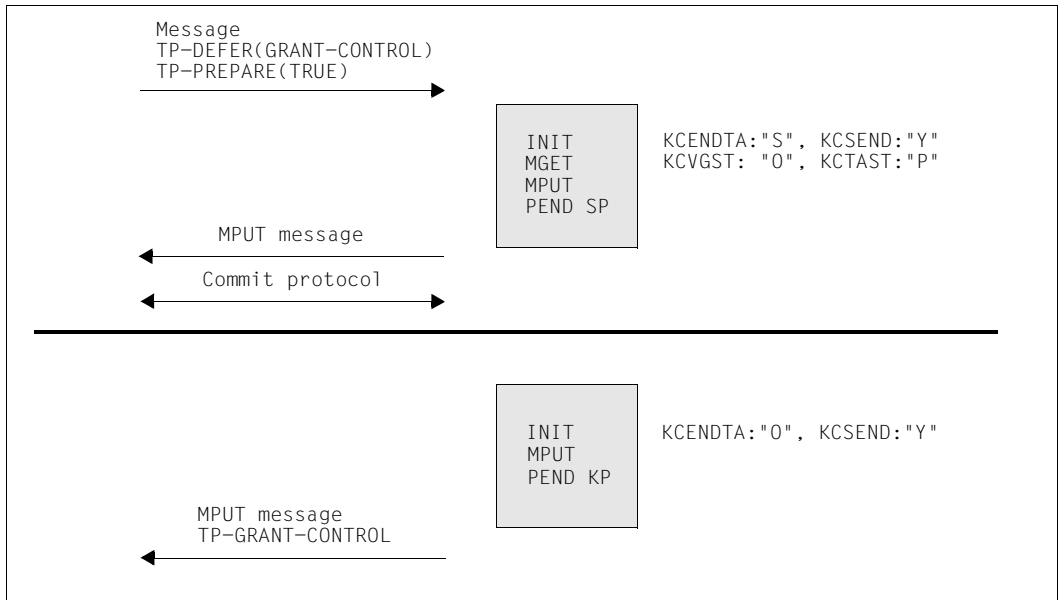 Message
TP-DEFER(GRANT-CONTROL)
TP-PREPARE(TRUE)
INIT
MGET
MPUT
PEND SP
KCENDTA:"S", KCSEND:"Y"
KCVGST: "O", KCTAST:"P"
MPUT message
Commit protocol
INIT
MPUT
PEND KP
KCENDTA:"O", KCSEND:"Y"
MPUT message
TP-GRANT-CONTROL